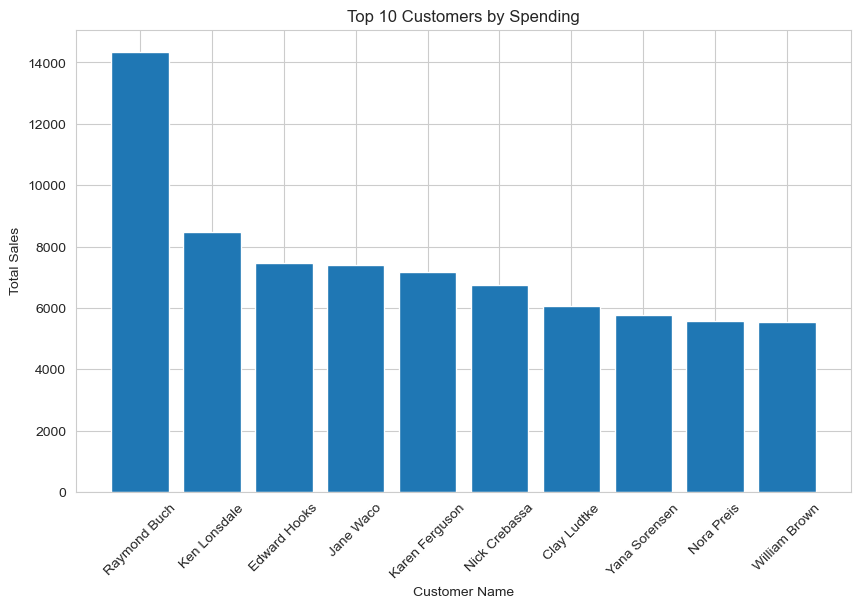 Top 10 Customers by Spending
Total Sales
14000
12000
10000
8000
6000
4000
2000
0
Raymond Buch
Ken Lonsdale
Edward Hooks
Jane Waco
Karen Ferguson
Nick Crebassa
Clay Ludtke
Yana Sorensen
Nora Preis
William Brown
Customer Name